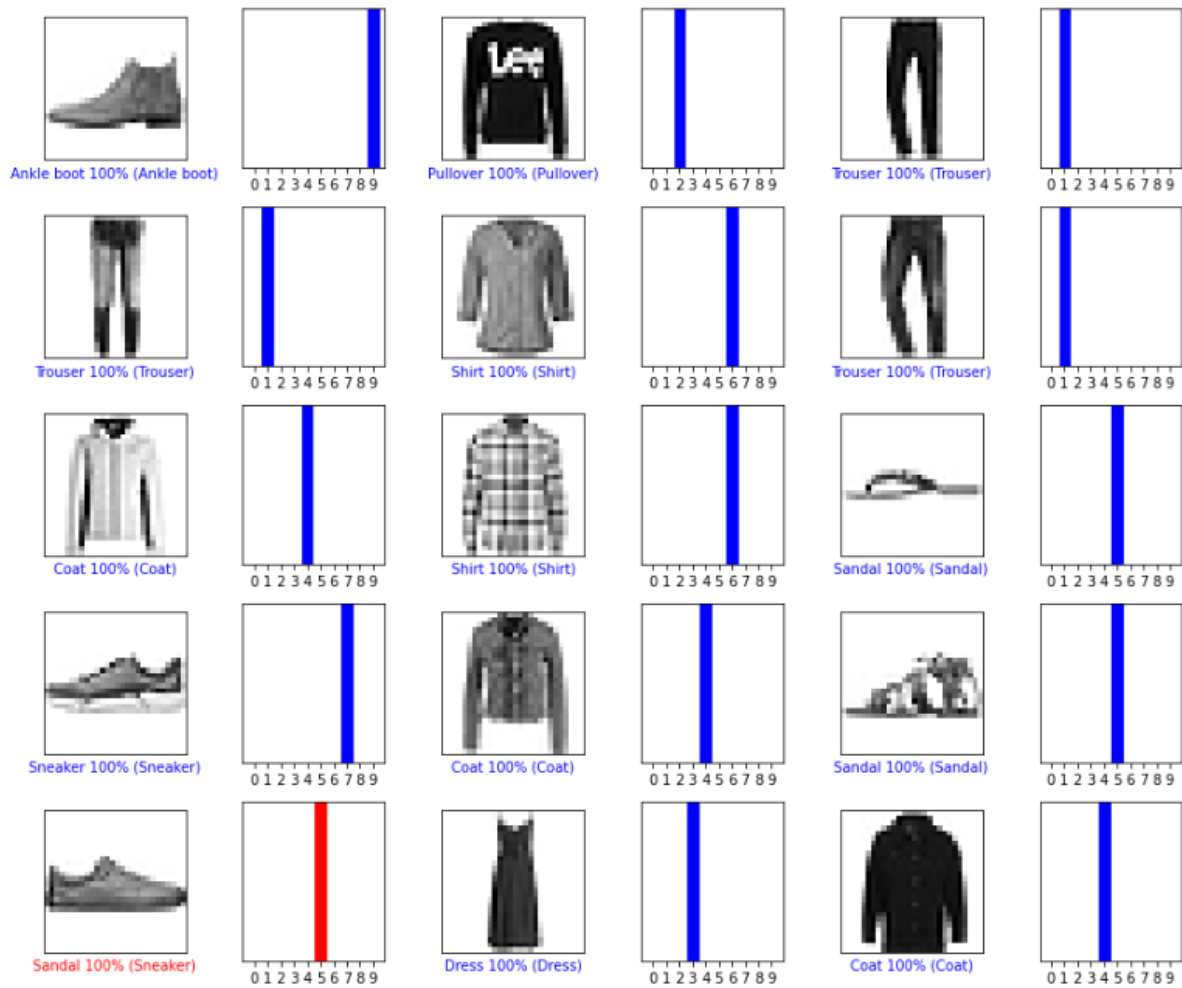 Lee
0 1 2 3 4 5 6 7 8 9
0 1 2 3 4 5 6 7 8 9
0 1 2 3 4 5 6 7 8 9
Ankle boot 100% (Ankle boot)
Pullover 100% (Pullover)
Trouser 100% (Trouser)
0 1 2 3 4 5 6 7 8 9
0 1 2 3 4 5 6 7 8 9
0 1 2 3 4 5 6 7 8 9
Trouser 100% (Trouser)
Shirt 100% (Shirt)
Trouser 100% (Trouser)
0 1 2 3 4 5 6 7 8 9
0 1 2 3 4 5 6 7 8 9
0 1 2 3 4 5 6 7 8 9
Coat 100% (Coat)
Shirt 100% (Shirt)
Sandal 100% (Sandal)
0 1 2 3 4 5 6 7 8 9
0 1 2 3 4 5 6 7 8 9
0 1 2 3 4 5 6 7 8 9
Sneaker 100% (Sneaker)
Coat 100% (Coat)
Sandal 100% (Sandal)
0 1 2 3 4 5 6 7 8 9
0 1 2 3 4 5 6 7 8 9
0 1 2 3 4 5 6 7 8 9
Sandal 100% (Sneaker)
Dress 100% (Dress)
Coat 100% (Coat)